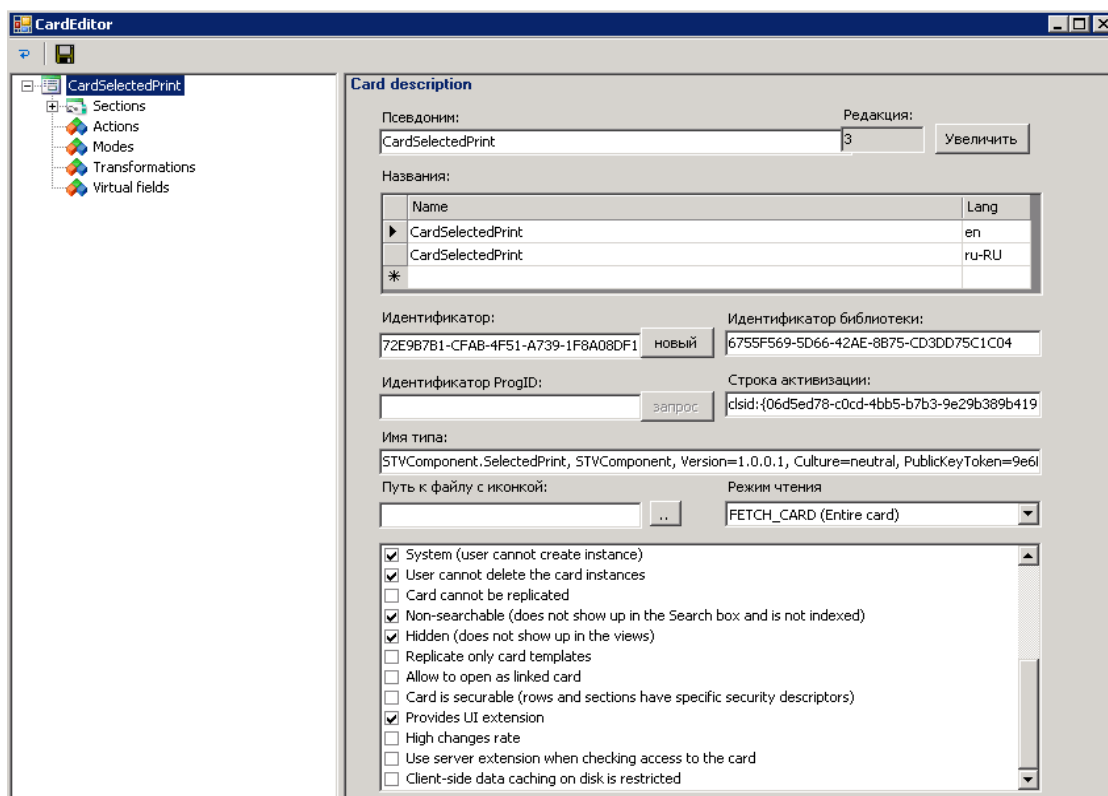 CardEditor
CardSelectedPrint
Sections
Actions
Modes
Transformations
Virtual fields
Card description
Псевдоним:
Редакция:
CardSelectedPrint
3
Увеличить
Названия:
Name Lang
CardSelectedPrint en
CardSelectedPrint ru-RU
Идентификатор:
Идентификатор библиотеки:
72E9B7B1-CFAB-4F51-A739-1F8A08DF1
новый
6755F569-5D66-42AE-8B75-CD3DD75C1C04
Идентификатор ProgID:
Строка активизации:
запрос
clsid:{06d5ed78-c0cd-4bb5-b7b3-9e29b389b419
Имя типа:
STVComponent.SelectedPrint, STVComponent, Version=1.0.0.1, Culture=neutral, PublicKeyToken=9e6
Путь к файлу с иконкой:
Режим чтения
..
FETCH_CARD (Entire card)
System (user cannot create instance)
User cannot delete the card instances
Card cannot be replicated
Non-searchable (does not show up in the Search box and is not indexed)
Hidden (does not show up in the views)
Replicate only card templates
Allow to open as linked card
Card is securable (rows and sections have specific security descriptors)
Provides UI extension
High changes rate
Use server extension when checking access to the card
Client-side data caching on disk is restricted